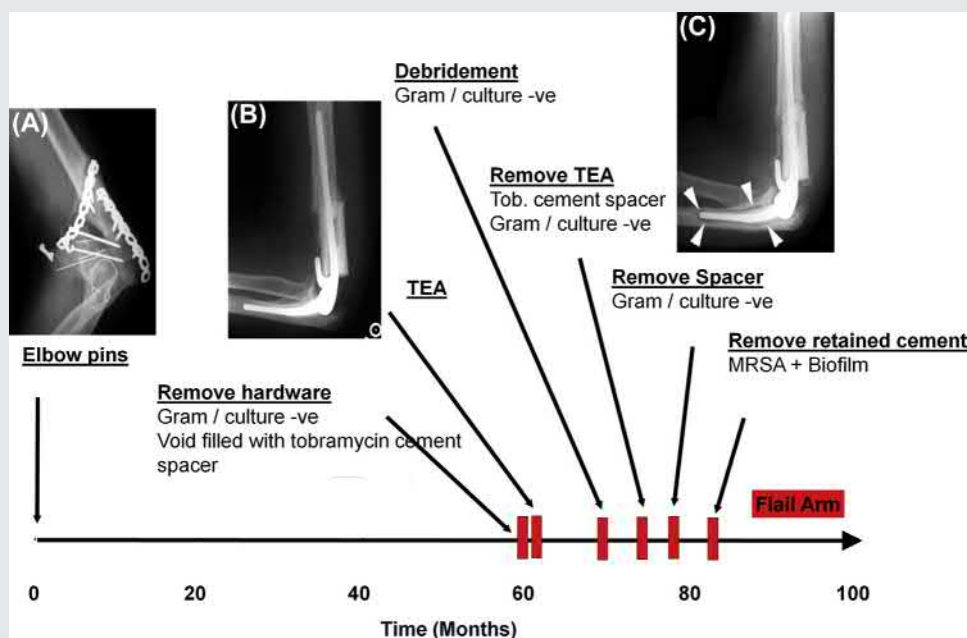 (A)
(B)
(C)
Elbow pins
Remove hardware
Gram / culture -ve
Void filled with tobramycin cement
spacer
TEA
Debridement
Gram / culture -ve
Remove TEA
Tob. cement spacer
Gram / culture -ve
Remove Spacer
Gram / culture -ve
Remove retained cement
MRSA + Biofilm
Flail Arm
0 20 40 60 80 100
Time (Months)